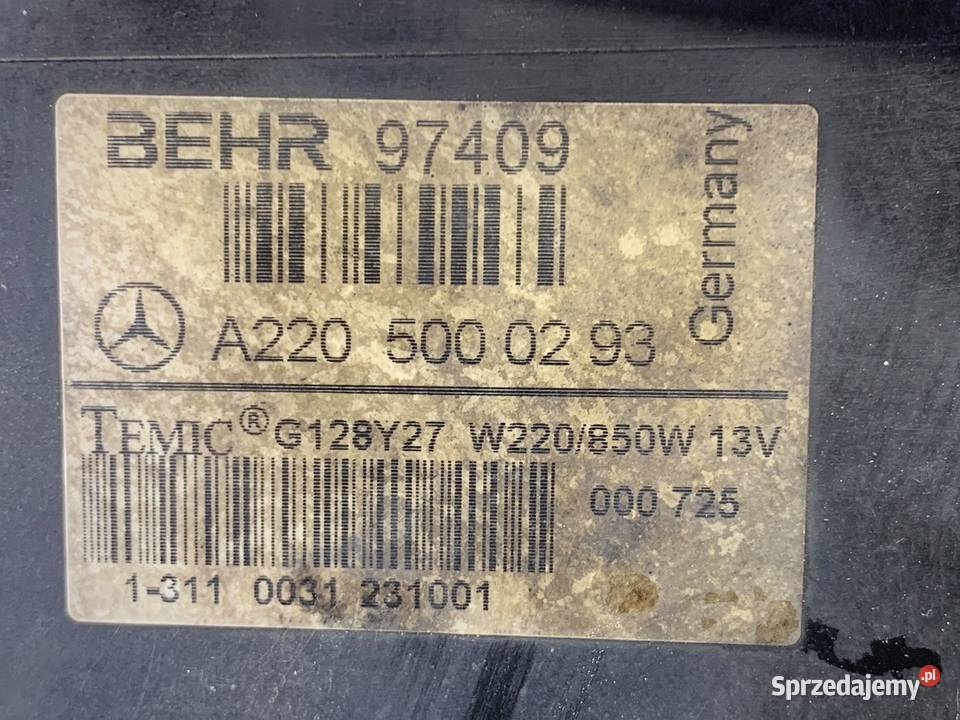 BEHR 97409
Germany
A220 500 02 93
TEMIC® G128Y27 W220/850W 13V
000 725
1-311 0031 231001
Sprzedajemy.pl